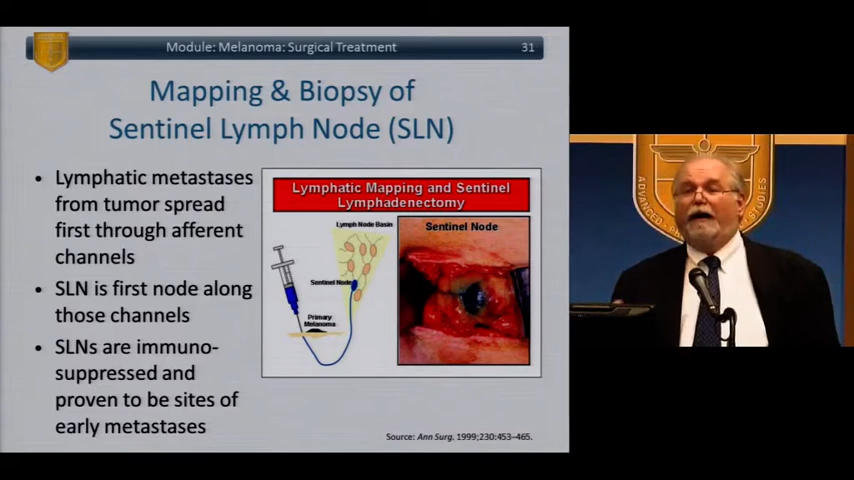 Module: Melanoma: Surgical Treatment 31
Mapping & Biopsy of
Sentinel Lymph Node (SLN)
• Lymphatic metastases
from tumor spread
first through afferent
channels
• SLN is first node along
those channels
• SLNs are immuno-
suppressed and
proven to be sites of
early metastases
Lymphatic Mapping and Sentinel
Lymphadenectomy
Lymph Node Basin
Sentinel Node
Primary
Melanoma
Sentinel Node
Source: Ann Surg. 1999;230:453–465.
ADVANCED